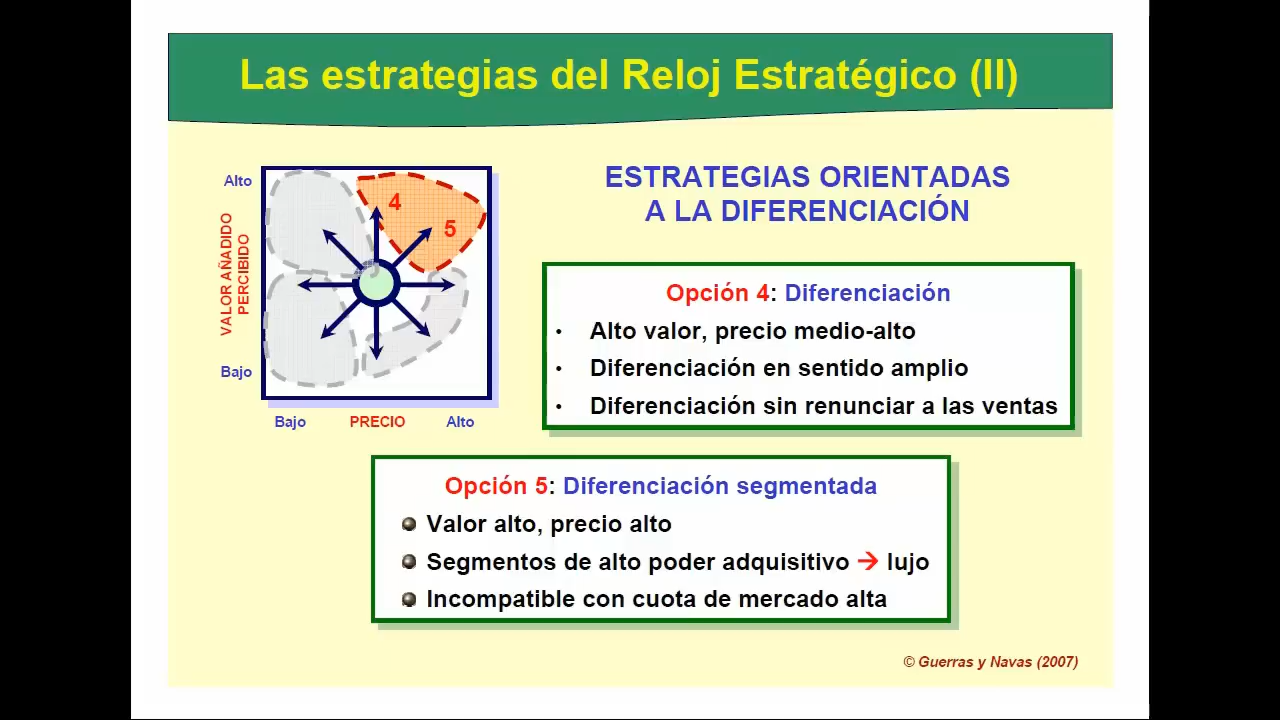 Las estrategias del Reloj Estratégico (II)
Alto
VALOR AÑADIDO
PERCIBIDO
Bajo
4
5
Bajo
PRECIO
Alto
ESTRATEGIAS ORIENTADAS
A LA DIFERENCIACIÓN
Opción 4: Diferenciación
• Alto valor, precio medio-alto
• Diferenciación en sentido amplio
• Diferenciación sin renunciar a las ventas
Opción 5: Diferenciación segmentada
Valor alto, precio alto
Segmentos de alto poder adquisitivo → lujo
Incompatible con cuota de mercado alta
© Guerras y Navas (2007)